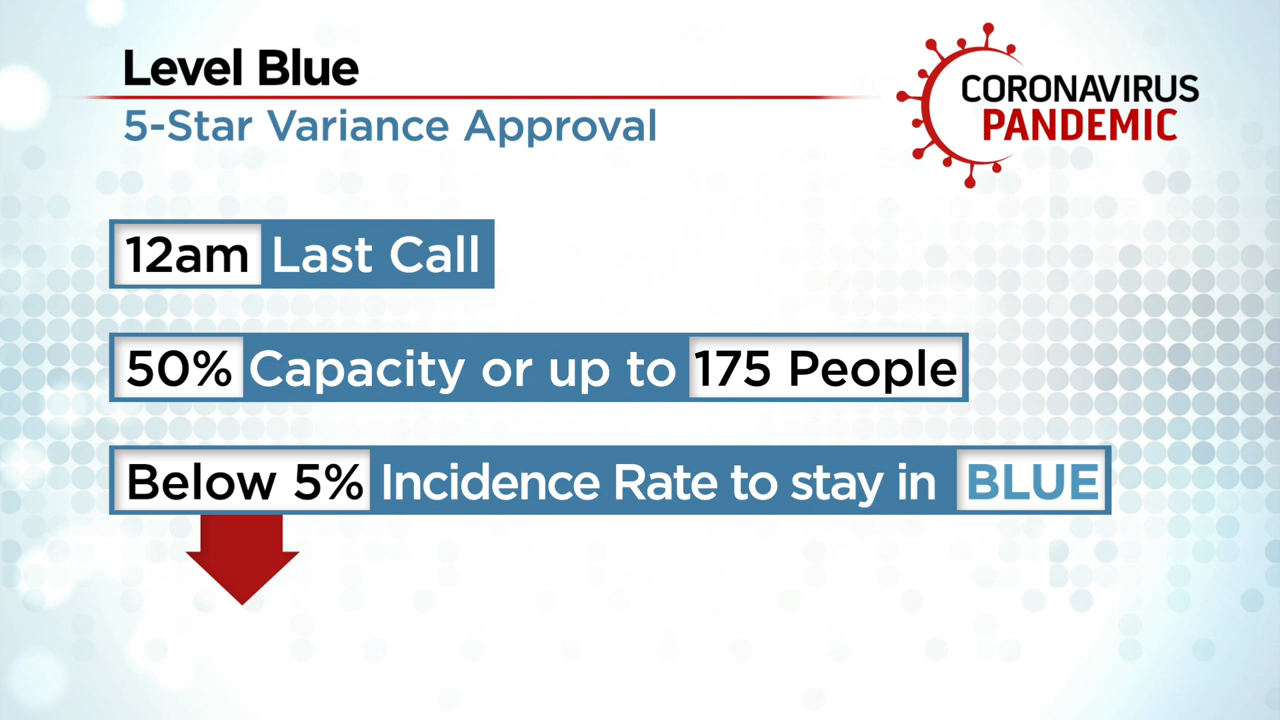 Level Blue
5-Star Variance Approval
CORONAVIRUS
PANDEMIC
12am Last Call
50% Capacity or up to 175 People
Below 5% Incidence Rate to stay in BLUE